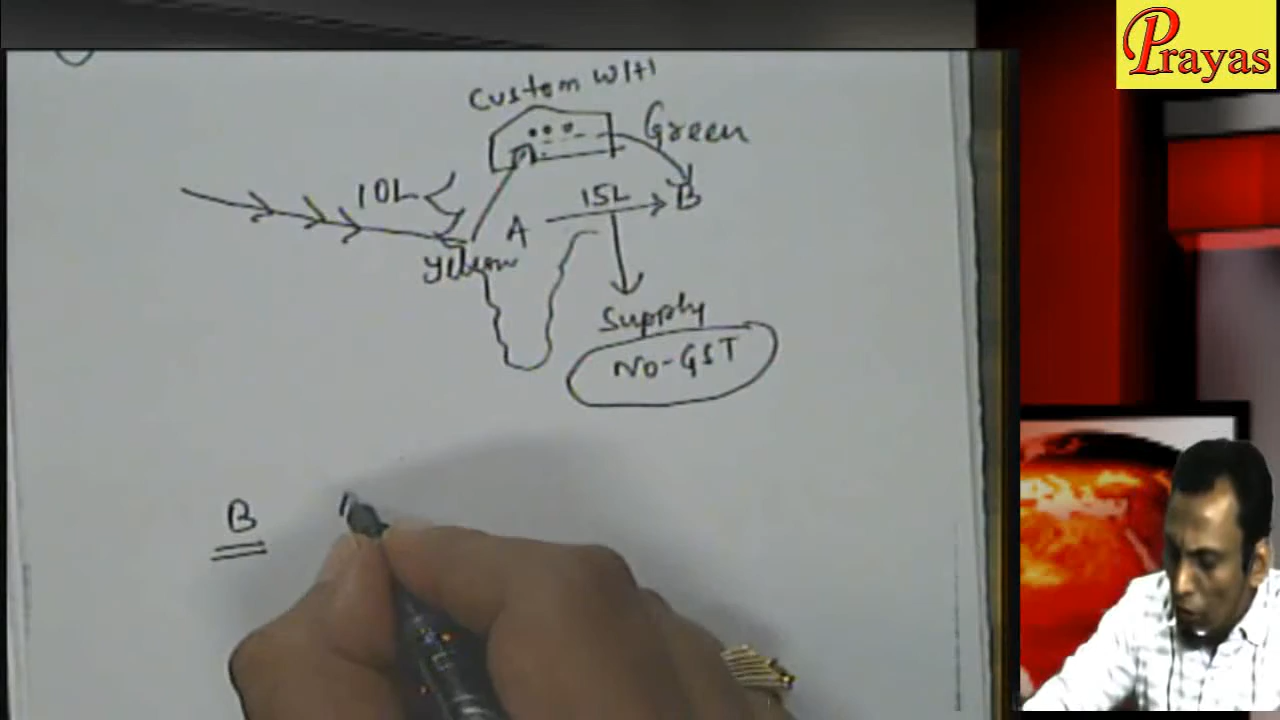 Prayas
Custom W/H
Green
10L
15L
B
A
Yellow
Supply
No-GST
B